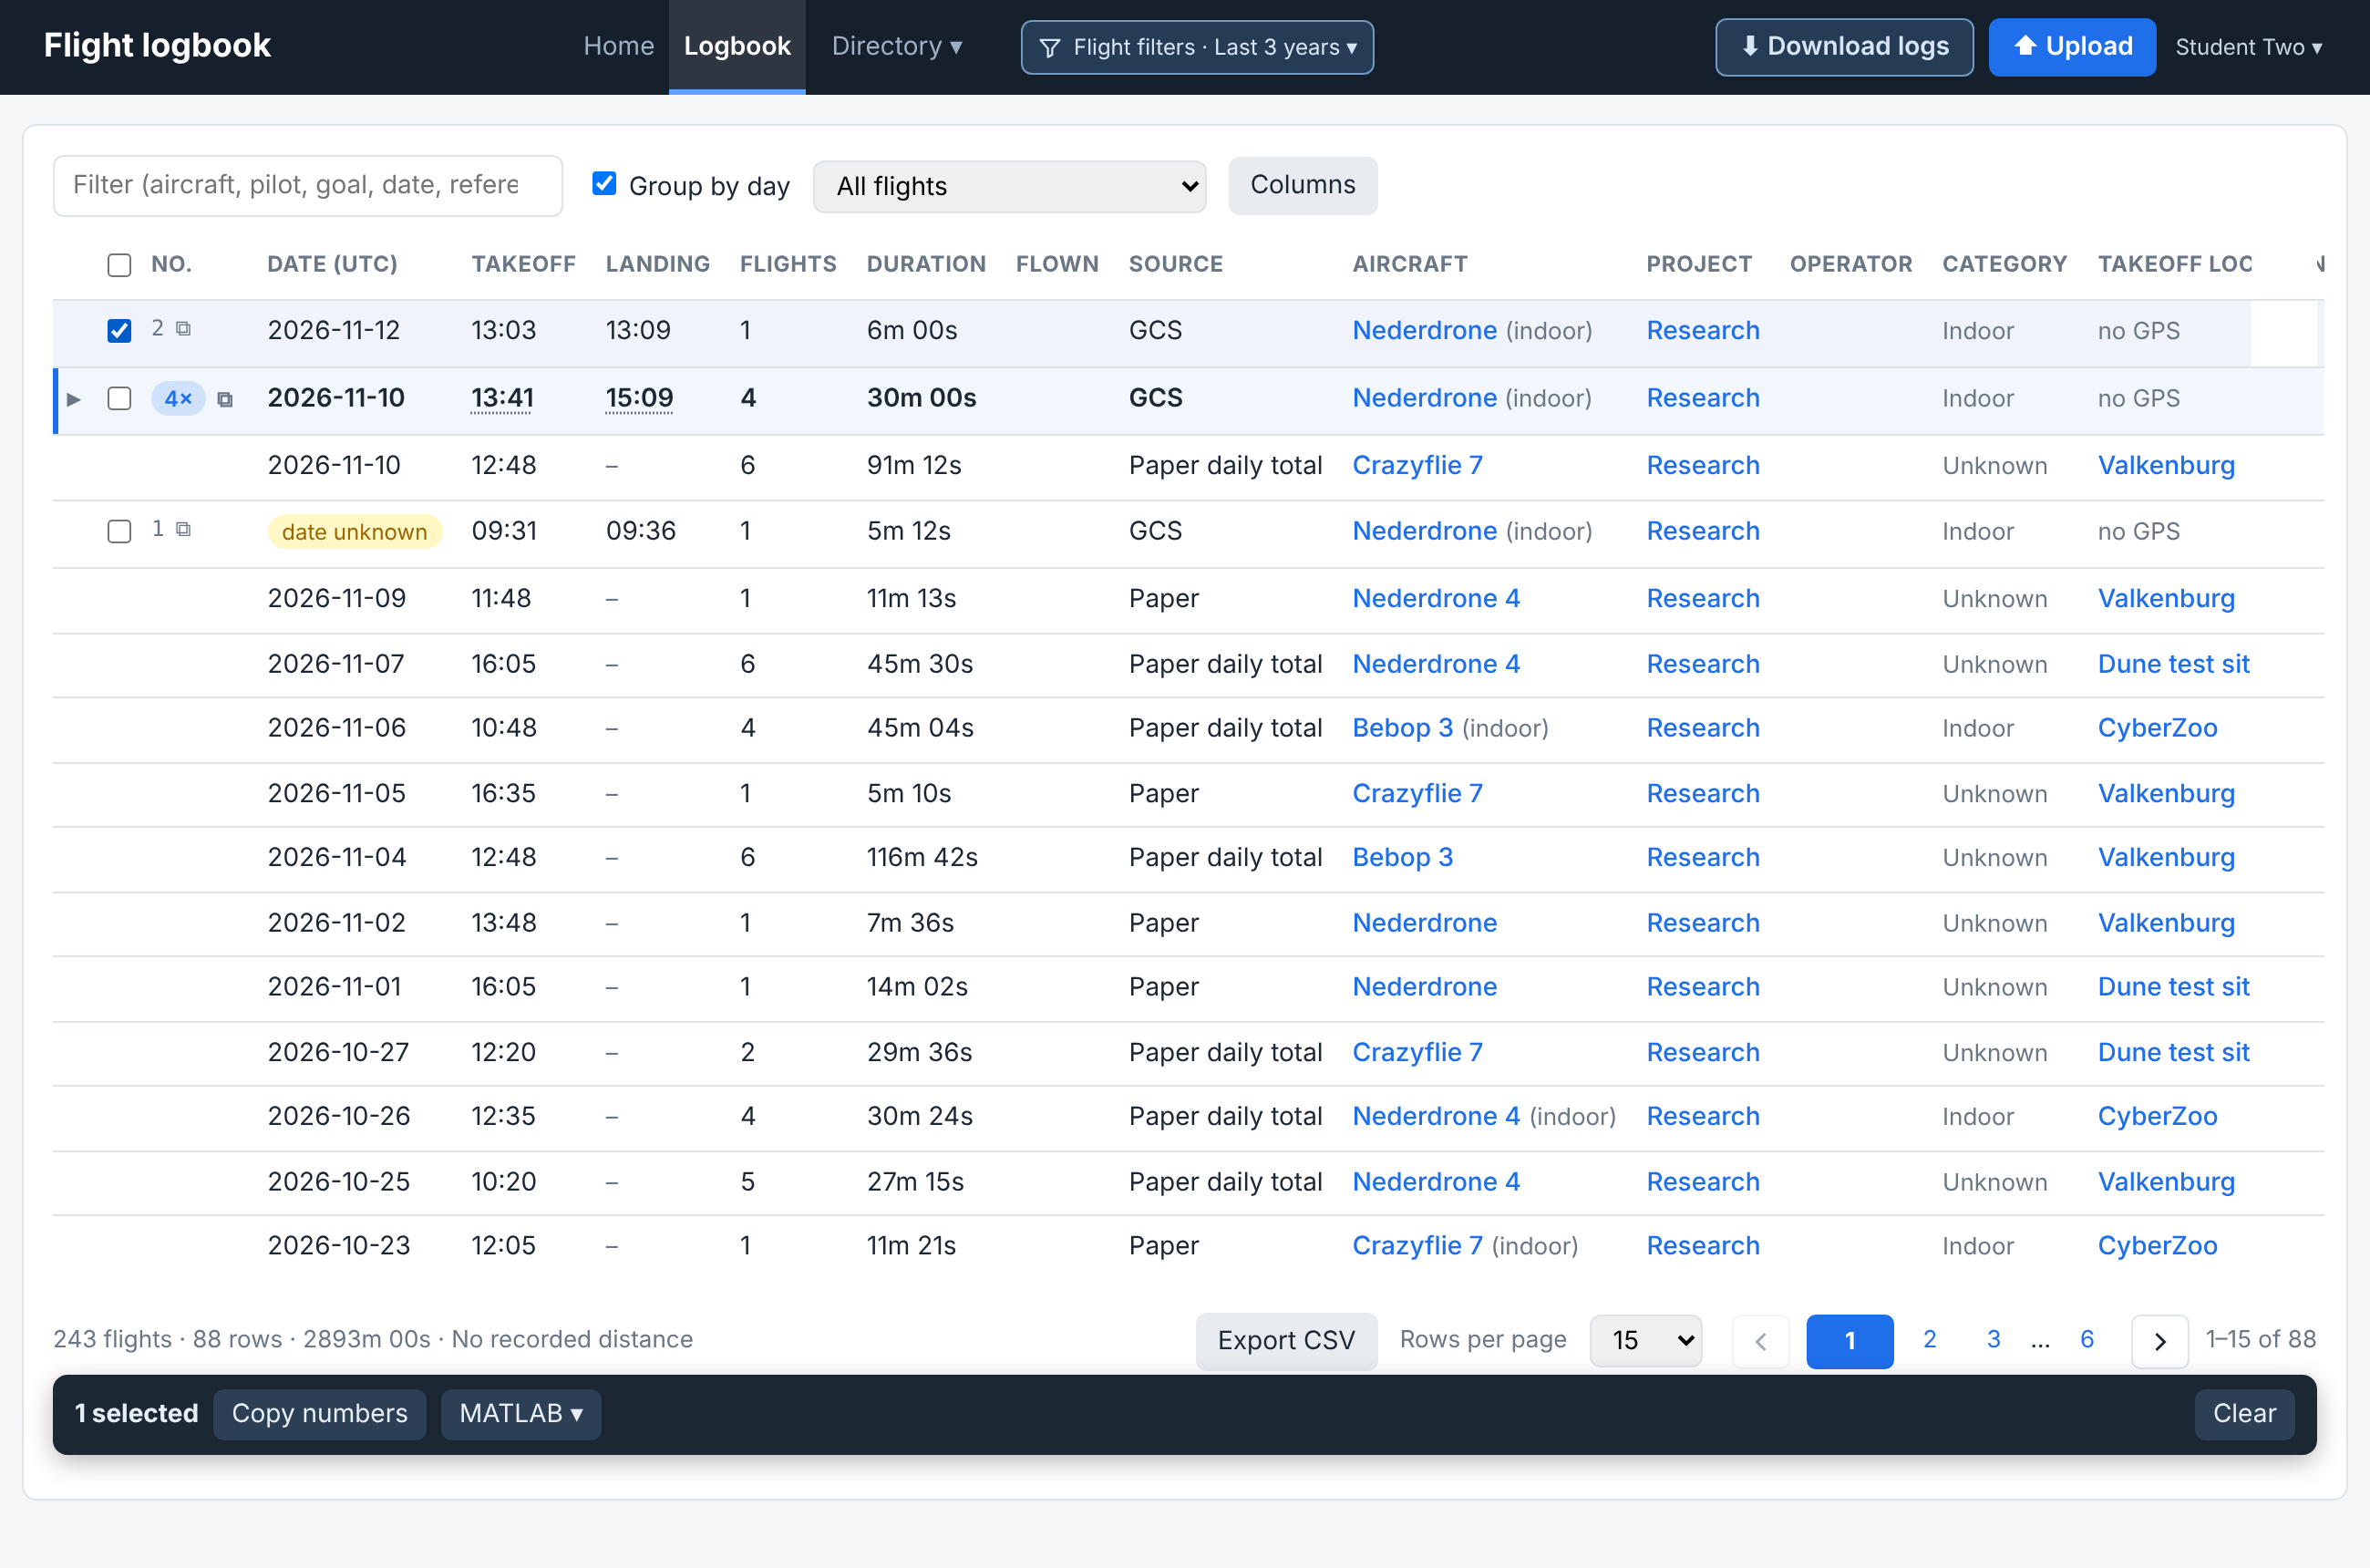 Flight logbook
Home Logbook Directory ▾ Flight filters · Last 3 years ▾ ⬇ Download logs ⬆ Upload Student Two ▾
Filter (aircraft, pilot, goal, date, refere Group by day All flights Columns
NO. DATE (UTC) TAKEOFF LANDING FLIGHTS DURATION FLOWN SOURCE AIRCRAFT PROJECT OPERATOR CATEGORY TAKEOFF LOC
2 2026-11-12 13:03 13:09 1 6m 00s GCS Nederdrone (indoor) Research Indoor no GPS
▶ 4× 2026-11-10 13:41 15:09 4 30m 00s GCS Nederdrone (indoor) Research Indoor no GPS
2026-11-10 12:48 – 6 91m 12s Paper daily total Crazyflie 7 Research Unknown Valkenburg
1 date unknown 09:31 09:36 1 5m 12s GCS Nederdrone (indoor) Research Indoor no GPS
2026-11-09 11:48 – 1 11m 13s Paper Nederdrone 4 Research Unknown Valkenburg
2026-11-07 16:05 – 6 45m 30s Paper daily total Nederdrone 4 Research Unknown Dune test sit
2026-11-06 10:48 – 4 45m 04s Paper daily total Bebop 3 (indoor) Research Indoor CyberZoo
2026-11-05 16:35 – 1 5m 10s Paper Crazyflie 7 Research Unknown Valkenburg
2026-11-04 12:48 – 6 116m 42s Paper daily total Bebop 3 Research Unknown Valkenburg
2026-11-02 13:48 – 1 7m 36s Paper Nederdrone Research Unknown Valkenburg
2026-11-01 16:05 – 1 14m 02s Paper Nederdrone Research Unknown Dune test sit
2026-10-27 12:20 – 2 29m 36s Paper daily total Crazyflie 7 Research Unknown Dune test sit
2026-10-26 12:35 – 4 30m 24s Paper daily total Nederdrone 4 (indoor) Research Indoor CyberZoo
2026-10-25 10:20 – 5 27m 15s Paper daily total Nederdrone 4 Research Unknown Valkenburg
2026-10-23 12:05 – 1 11m 21s Paper Crazyflie 7 (indoor) Research Indoor CyberZoo
243 flights · 88 rows · 2893m 00s · No recorded distance Export CSV Rows per page 15 ‹ 1 2 3 ... 6 › 1–15 of 88
1 selected Copy numbers MATLAB ▾ Clear